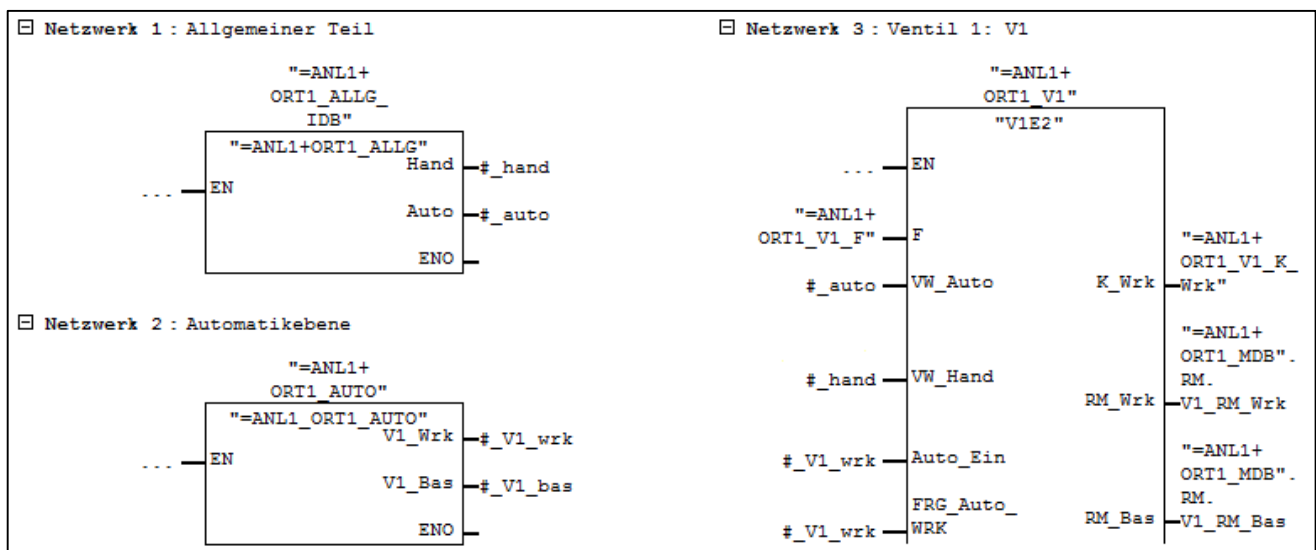 Netzwerk 1 : Allgemeiner Teil
"=ANL1+
ORT1_ALLG_
IDB"
"=ANL1+ORT1_ALLG"
Hand #_hand
... EN
Auto #_auto
ENO
Netzwerk 2 : Automatikebene
"=ANL1+
ORT1_AUTO"
"=ANL1_ORT1_AUTO"
V1_Wrk #_V1_wrk
... EN
V1_Bas #_V1_bas
ENO
Netzwerk 3 : Ventil 1: V1
"=ANL1+
ORT1_V1"
"V1E2"
... EN
"=ANL1+
ORT1_V1_F" F
"=ANL1+
ORT1_V1_K_
#_auto VW_Auto K_Wrk Wrk"
"=ANL1+
ORT1_MDB".
#_hand VW_Hand RM.
RM_Wrk V1_RM_Wrk
"=ANL1+
#_V1_wrk Auto_Ein ORT1_MDB".
FRG_Auto_ RM.
RM_Bas V1_RM_Bas
#_V1_wrk WRK